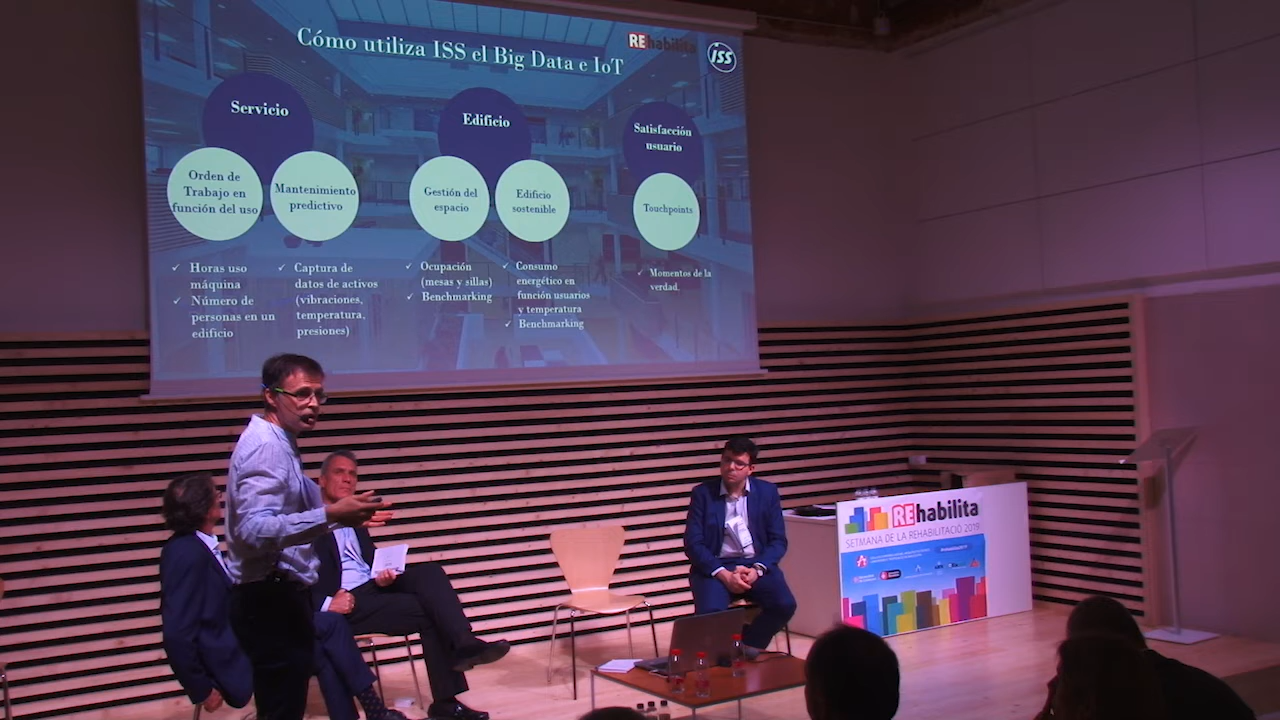 Cómo utiliza ISS el Big Data e IoT
REhabilita
iss
Servicio
Edificio
Satisfacción
usuario
Orden de
Trabajo en
función del uso
Mantenimiento
predictivo
Gestión del
espacio
Edificio
sostenible
Touchpoints
✓ Horas uso
máquina
✓ Número de
personas en un
edificio
✓ Captura de
datos de activos
(vibraciones,
temperatura,
presiones)
✓ Ocupación
(mesas y sillas)
✓ Benchmarking
✓ Consumo
energético en
función usuarios
y temperatura
✓ Benchmarking
✓ Momentos de la
verdad.
REhabilita
SETMANA DE LA REHABILITACIÓ 2019